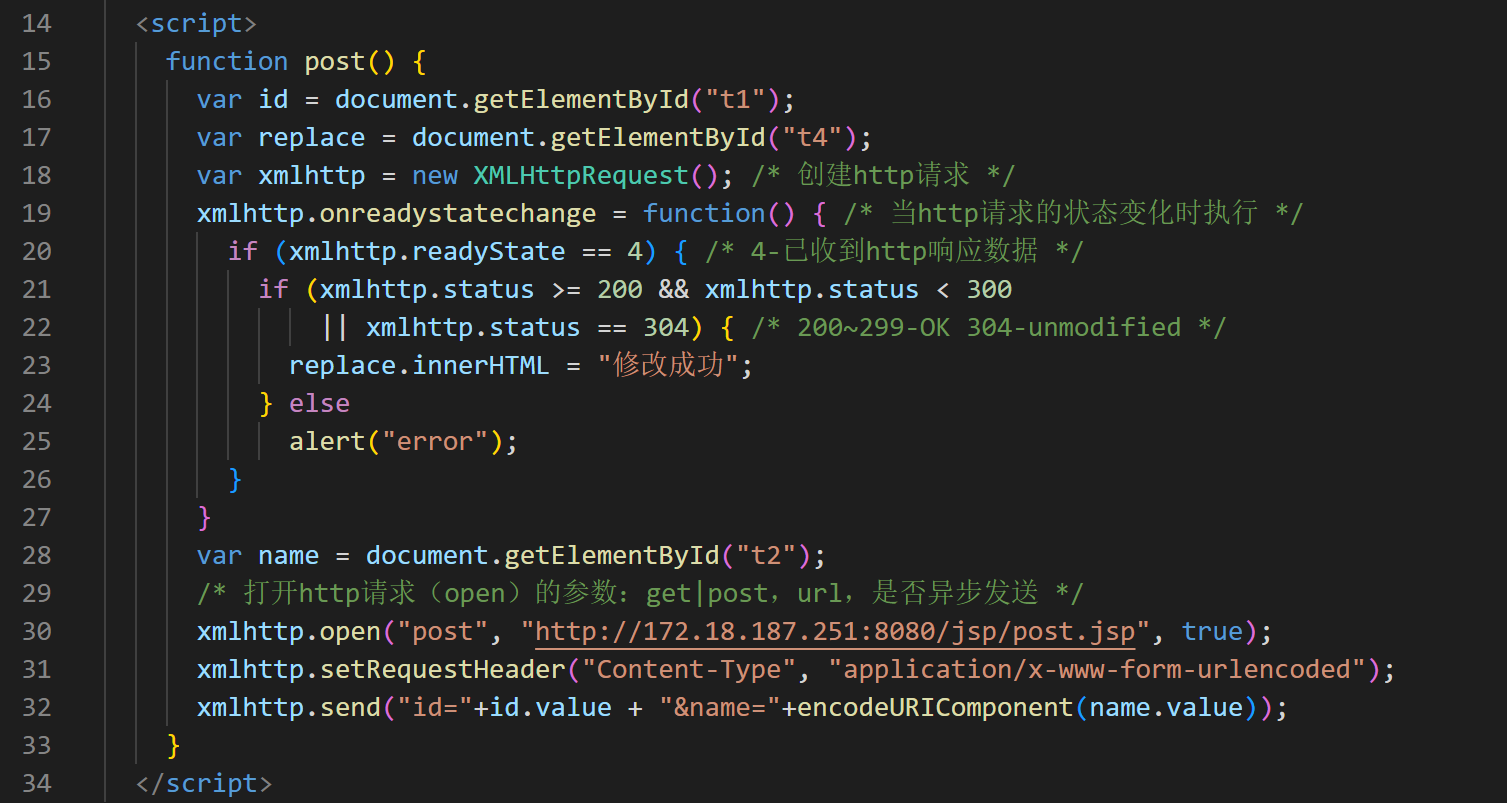 14 <script>
15 function post() {
16 var id = document.getElementById("t1");
17 var replace = document.getElementById("t4");
18 var xmlhttp = new XMLHttpRequest(); /* 创建http请求 */
19 xmlhttp.onreadystatechange = function() { /* 当http请求的状态变化时执行 */
20 if (xmlhttp.readyState == 4) { /* 4-已收到http响应数据 */
21 if (xmlhttp.status >= 200 && xmlhttp.status < 300
22 || xmlhttp.status == 304) { /* 200~299-OK 304-unmodified */
23 replace.innerHTML = "修改成功";
24 } else
25 alert("error");
26 }
27 }
28 var name = document.getElementById("t2");
29 /* 打开http请求（open）的参数：get|post，url，是否异步发送 */
30 xmlhttp.open("post", "http://172.18.187.251:8080/jsp/post.jsp", true);
31 xmlhttp.setRequestHeader("Content-Type", "application/x-www-form-urlencoded");
32 xmlhttp.send("id="+id.value + "&name="+encodeURIComponent(name.value));
33 }
34 </script>